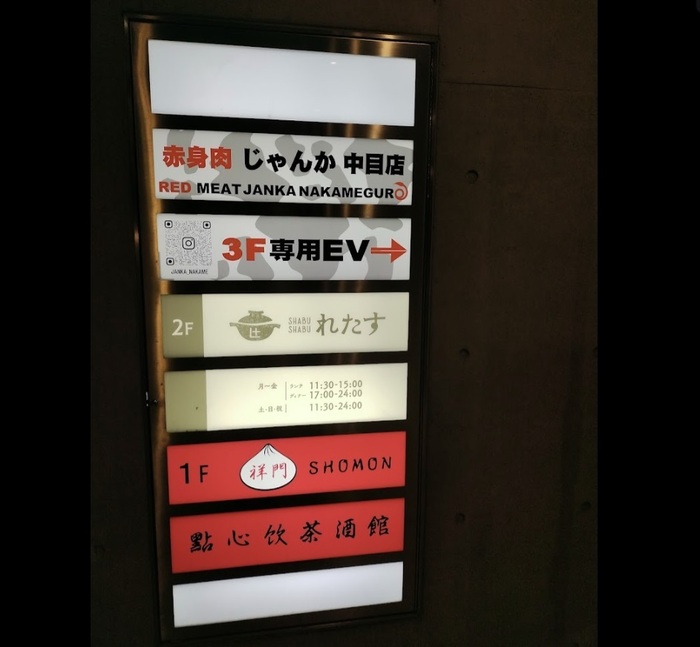 赤身肉 じゃんか 中目店
RED MEAT JANKA NAKAMEGURO
JANKA_NAKAME
3F専用EV→
2F 辻 SHABU SHABU れたす
月-金 ランチ 11:30-15:00
ディナー 17:00-24:00
土・日・祝 11:30-24:00
1F 祥門 SHOMON
點心飲茶酒館